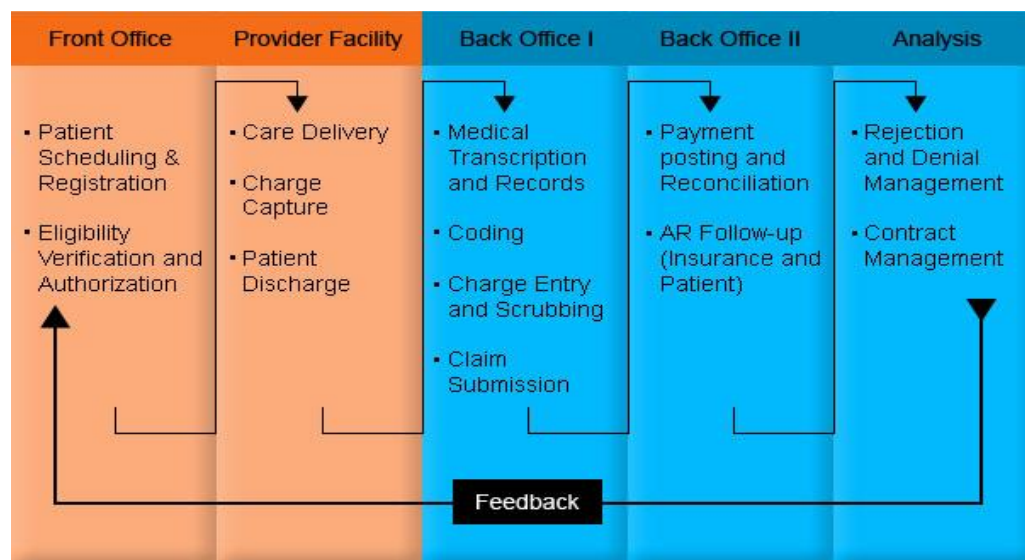 Front Office
Provider Facility
Back Office I
Back Office II
Analysis
▪ Patient
Scheduling &
Registration
▪ Eligibility
Verification and
Authorization
▪ Care Delivery
▪ Charge
Capture
▪ Patient
Discharge
▪ Medical
Transcription
and Records
▪ Coding
▪ Charge Entry
and Scrubbing
▪ Claim
Submission
▪ Payment
posting and
Reconciliation
▪ AR Follow-up
(Insurance and
Patient)
▪ Rejection
and Denial
Management
▪ Contract
Management
Feedback